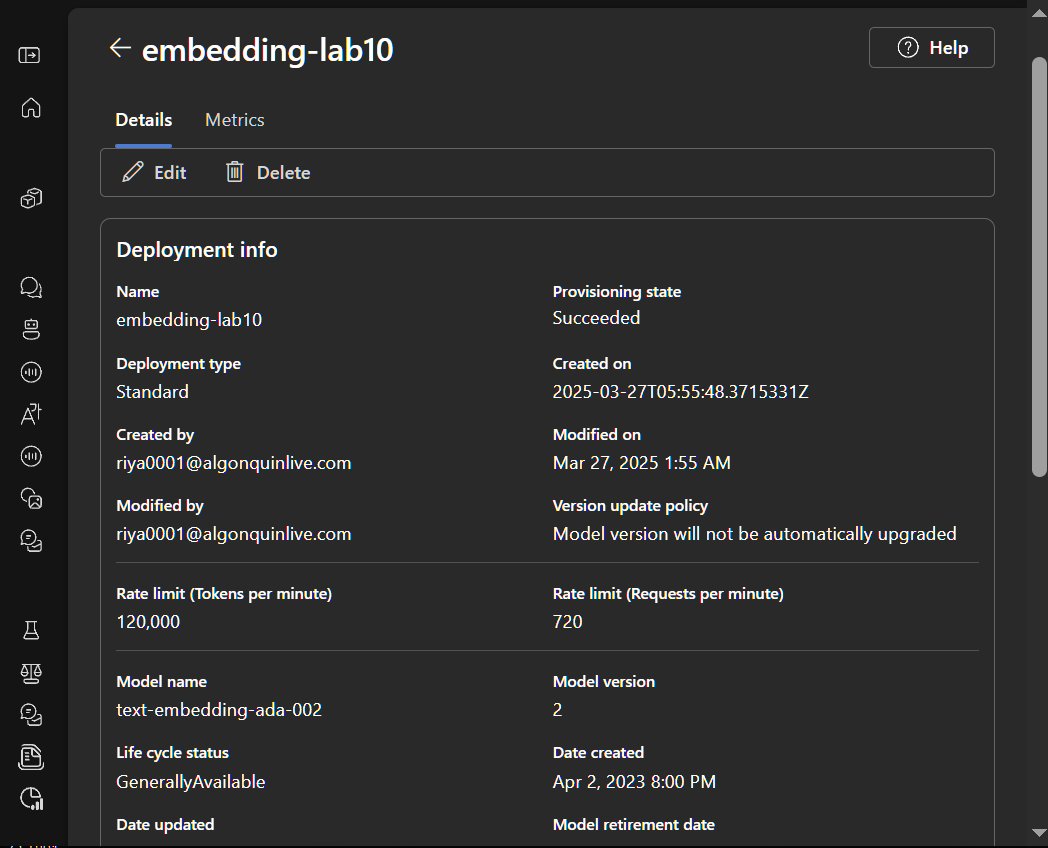 embedding-lab10
Help
Details
Metrics
Edit
Delete
Deployment info
Name
embedding-lab10
Provisioning state
Succeeded
Deployment type
Standard
Created on
2025-03-27T05:55:48.3715331Z
Created by
riya0001@algonquinlive.com
Modified on
Mar 27, 2025 1:55 AM
Modified by
riya0001@algonquinlive.com
Version update policy
Model version will not be automatically upgraded
Rate limit (Tokens per minute)
120,000
Rate limit (Requests per minute)
720
Model name
text-embedding-ada-002
Model version
2
Life cycle status
GenerallyAvailable
Date created
Apr 2, 2023 8:00 PM
Date updated
Model retirement date